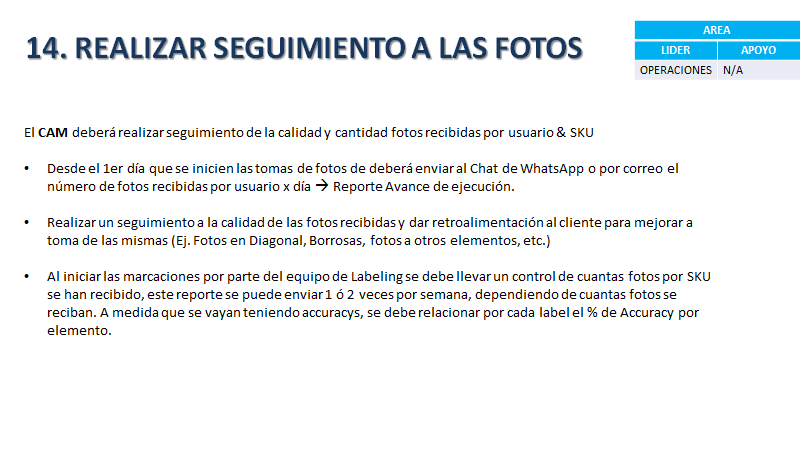 14. REALIZAR SEGUIMIENTO A LAS FOTOS
AREA
LIDER APOYO
OPERACIONES N/A
El CAM deberá realizar seguimiento de la calidad y cantidad fotos recibidas por usuario & SKU
• Desde el 1er día que se inicien las tomas de fotos de deberá enviar al Chat de WhatsApp o por correo el
número de fotos recibidas por usuario x día → Reporte Avance de ejecución.
• Realizar un seguimiento a la calidad de las fotos recibidas y dar retroalimentación al cliente para mejorar a
toma de las mismas (Ej. Fotos en Diagonal, Borrosas, fotos a otros elementos, etc.)
• Al iniciar las marcaciones por parte del equipo de Labeling se debe llevar un control de cuantas fotos por SKU
se han recibido, este reporte se puede enviar 1 ó 2 veces por semana, dependiendo de cuantas fotos se
reciban. A medida que se vayan teniendo accuracys, se debe relacionar por cada label el % de Accuracy por
elemento.